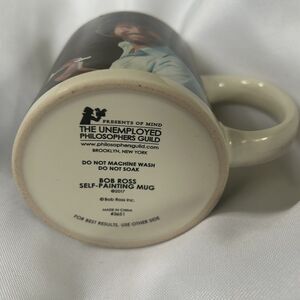 PRESENTS OF MIND
THE UNEMPLOYED
PHILOSOPHERS GUILD
www.philosophersguild.com
BROOKLYN, NEW YORK
DO NOT MACHINE WASH
DO NOT SOAK
BOB ROSS
SELF-PAINTING MUG
©2017
©Bob Ross Inc.
MADE IN CHINA
#3651
FOR BEST RESULTS, USE OTHER SIDE.